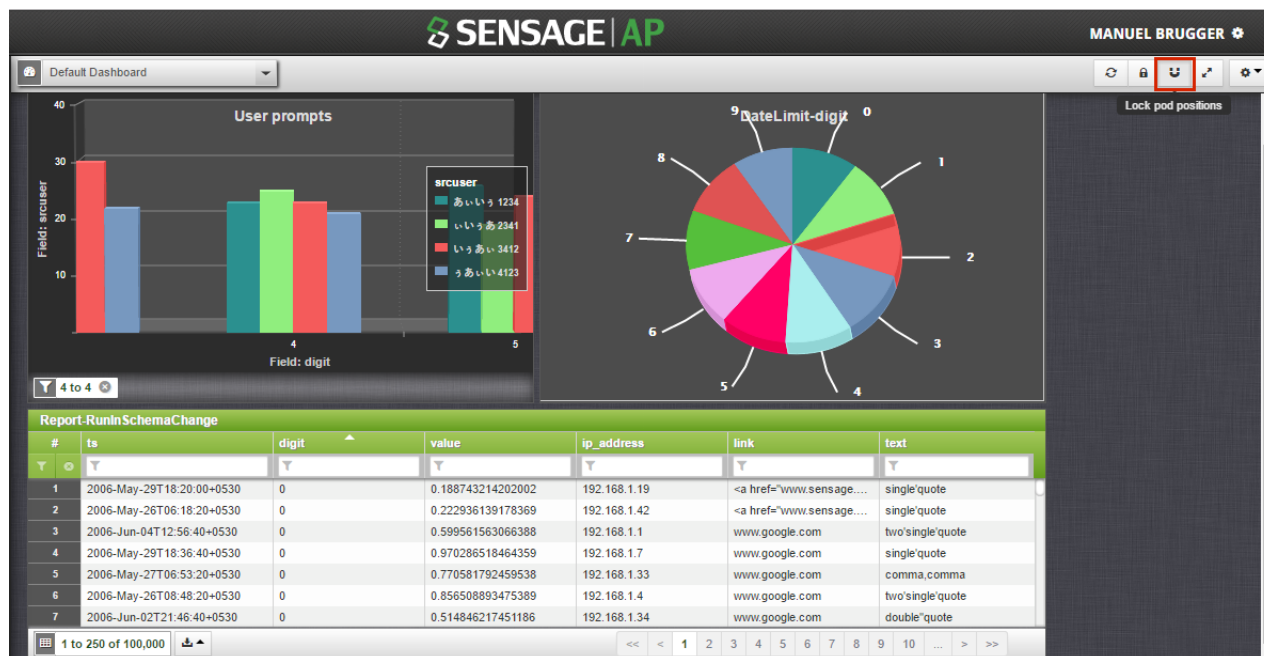 SENSAGE AP
MANUEL BRUGGER
Default Dashboard
Lock pod positions
User prompts
Field: srcuser
40
30
20
10
srcuser
あぃいぅ 1234
ぃいぅあ 2341
いぅあぃ 3412
ぅあぃい 4123
4
5
Field: digit
4 to 4
DateLimit-digit
0
1
2
3
4
5
6
7
8
9
Report-RunInSchemaChange
# ts digit value ip_address link text
1 2006-May-29T18:20:00+0530 0 0.188743214202002 192.168.1.19 <a href="www.sensage.... single'quote
2 2006-May-26T06:18:20+0530 0 0.222936139178369 192.168.1.42 <a href="www.sensage.... single'quote
3 2006-Jun-04T12:56:40+0530 0 0.599561563066388 192.168.1.1 www.google.com two'single'quote
4 2006-May-29T18:36:40+0530 0 0.970286518464359 192.168.1.7 www.google.com single'quote
5 2006-May-27T06:53:20+0530 0 0.770581792459538 192.168.1.33 www.google.com comma,comma
6 2006-May-26T08:48:20+0530 0 0.856508893475389 192.168.1.4 www.google.com two'single'quote
7 2006-Jun-02T21:46:40+0530 0 0.514846217451186 192.168.1.34 www.google.com double"quote
1 to 250 of 100,000
<< < 1 2 3 4 5 6 7 8 9 10 ... > >>